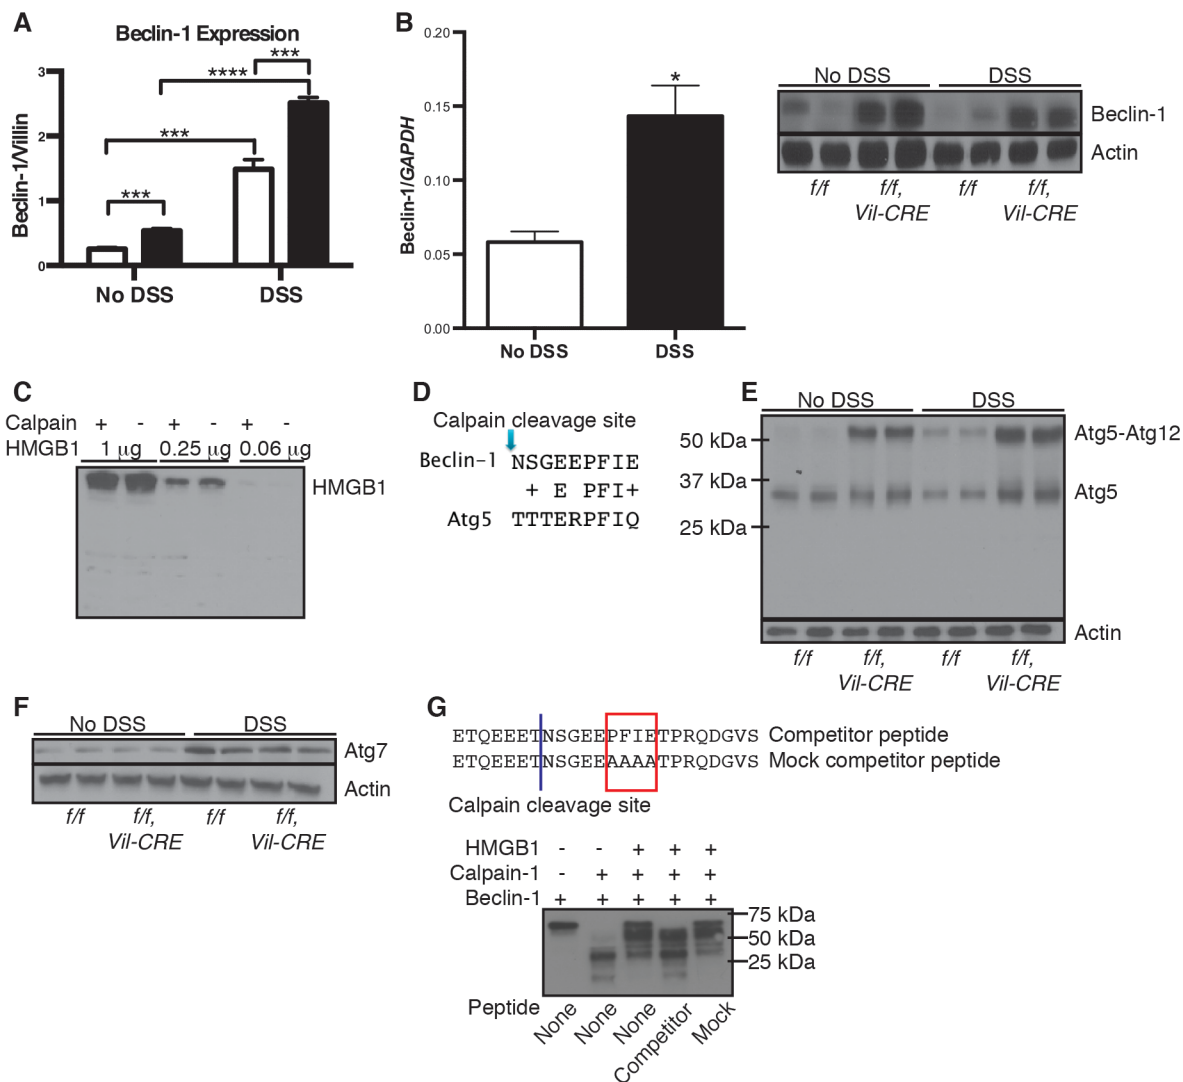 A
Beclin-1 Expression
***
****
***
***
3
2
1
0
Beclin-1/Villin
No DSS DSS
B
0.20
0.15
0.10
0.05
0.00
Beclin-1/GAPDH
*
No DSS DSS
No DSS DSS
Beclin-1
Actin
f/f f/f, f/f f/f,
Vil-CRE Vil-CRE
C
Calpain + - + - + -
HMGB1 1 μg 0.25 μg 0.06 μg
HMGB1
D
Calpain cleavage site
Beclin-1 NSGEEPFIE
+ E PFI+
Atg5 TTTERPFIQ
E
No DSS DSS
50 kDa
37 kDa
25 kDa
Atg5-Atg12
Atg5
Actin
f/f f/f, f/f f/f,
Vil-CRE Vil-CRE
F
No DSS DSS
Atg7
Actin
f/f f/f, f/f f/f,
Vil-CRE Vil-CRE
G
ETQEEETNSGEEPFIETPRQDGVS Competitor peptide
ETQEEETNSGEEAAAATPRQDGVS Mock competitor peptide
Calpain cleavage site
HMGB1 - - + + +
Calpain-1 - + + + +
Beclin-1 + + + + +
75 kDa
50 kDa
25 kDa
Peptide None None None Competitor Mock